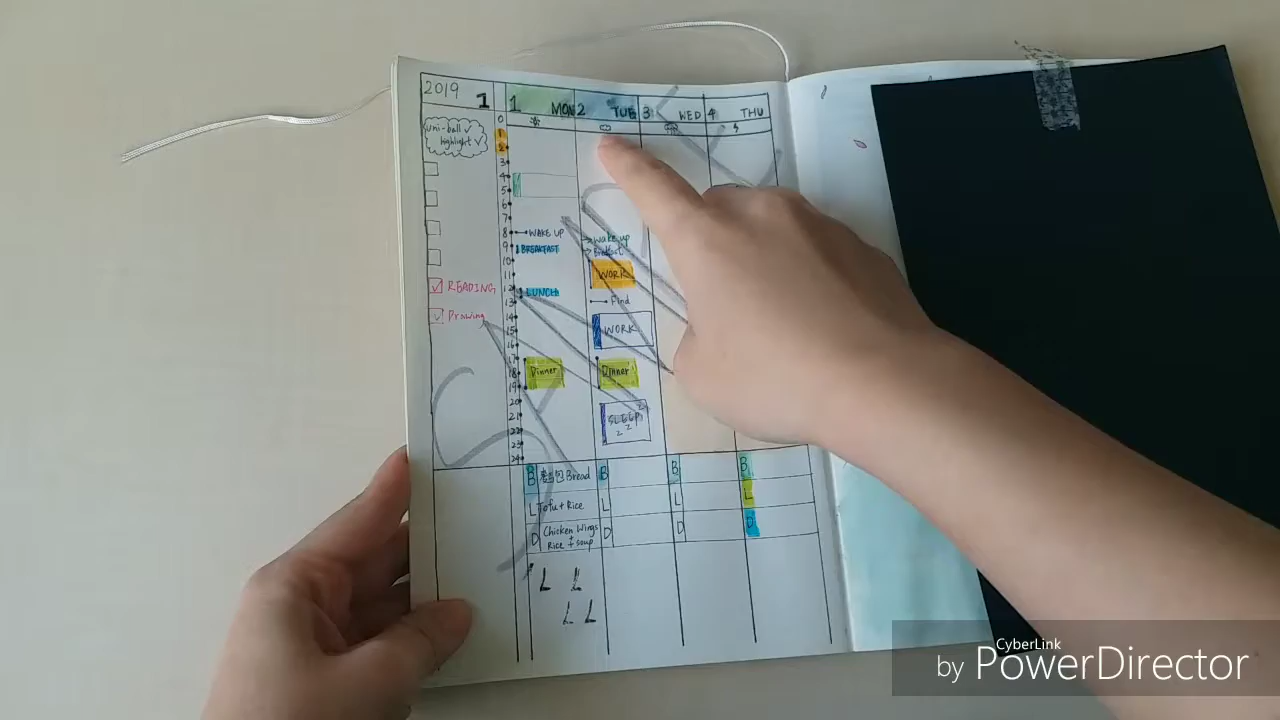 2019 1
uni-ball ✓
highlight ✓
READING
Drawing
1 MON 2 TUE 3 WED 4 THU
0
1
2
3
4
5
6
7
8 WAKE UP
9 BREAKFAST
10
11
12 LUNCH
13
14
15
16
17
18 Dinner
19
20
21
22
23
24
Wake up
Breakfast
WORK
Find
WORK
Dinner
SLEEP z
z z
B 包 Bread B B B
L Tofu + Rice L L L
D Chicken Wings D D D
Rice + soup
L L
L L
CyberLink
by PowerDirector